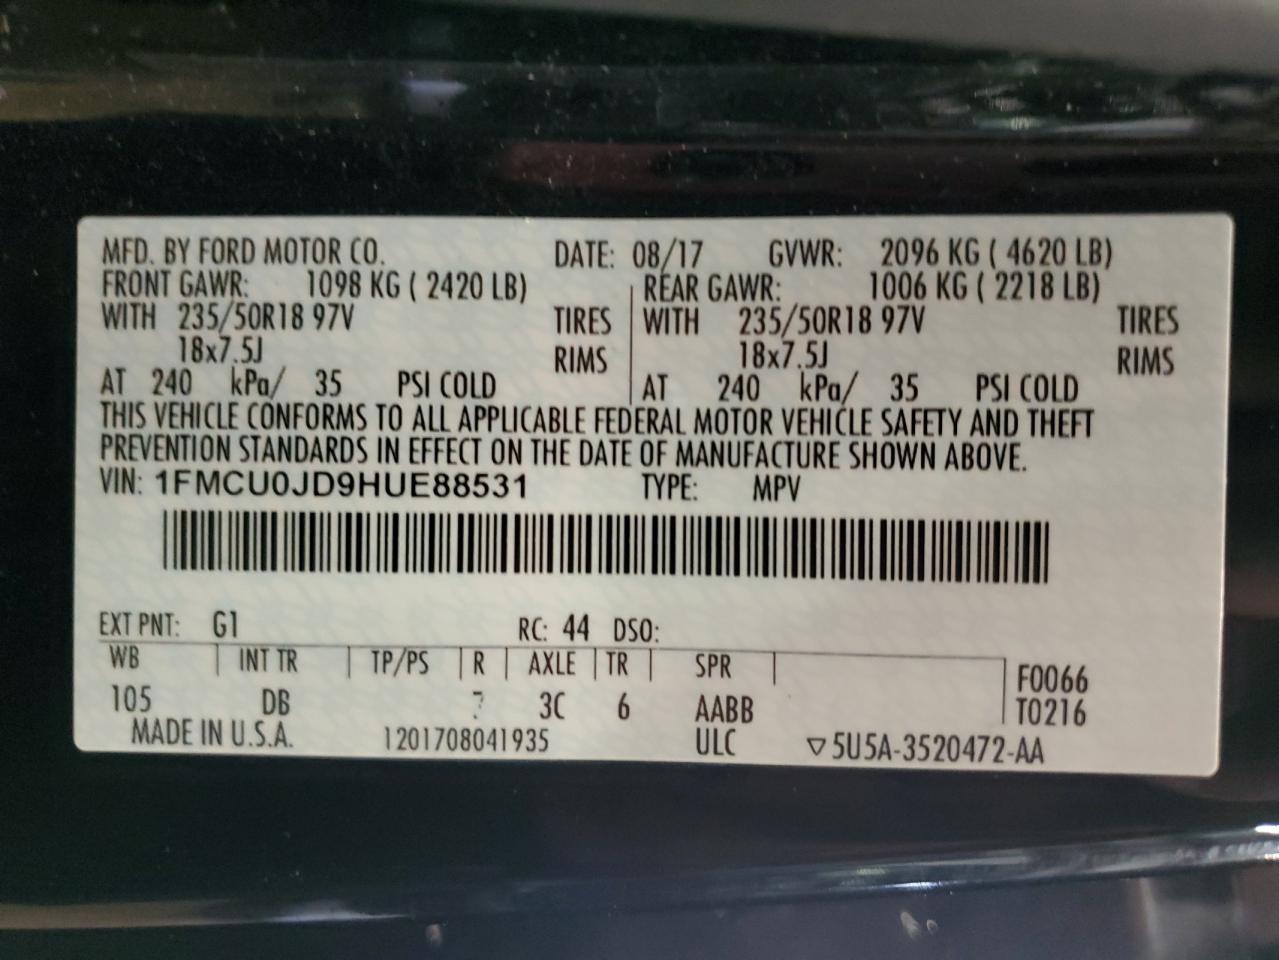 MFD. BY FORD MOTOR CO. DATE: 08/17 GVWR: 2096 KG ( 4620 LB)
FRONT GAWR: 1098 KG ( 2420 LB) REAR GAWR: 1006 KG ( 2218 LB)
WITH 235/50R18 97V TIRES WITH 235/50R18 97V TIRES
18x7.5J RIMS 18x7.5J RIMS
AT 240 kPa/ 35 PSI COLD AT 240 kPa/ 35 PSI COLD
THIS VEHICLE CONFORMS TO ALL APPLICABLE FEDERAL MOTOR VEHICLE SAFETY AND THEFT
PREVENTION STANDARDS IN EFFECT ON THE DATE OF MANUFACTURE SHOWN ABOVE.
VIN: 1FMCU0JD9HUE88531 TYPE: MPV
EXT PNT: G1 RC: 44 DSO:
WB INT TR TP/PS R AXLE TR SPR F0066
105 DB 3C 6 AABB T0216
MADE IN U.S.A. 1201708041935 ULC ▽5U5A-3520472-AA